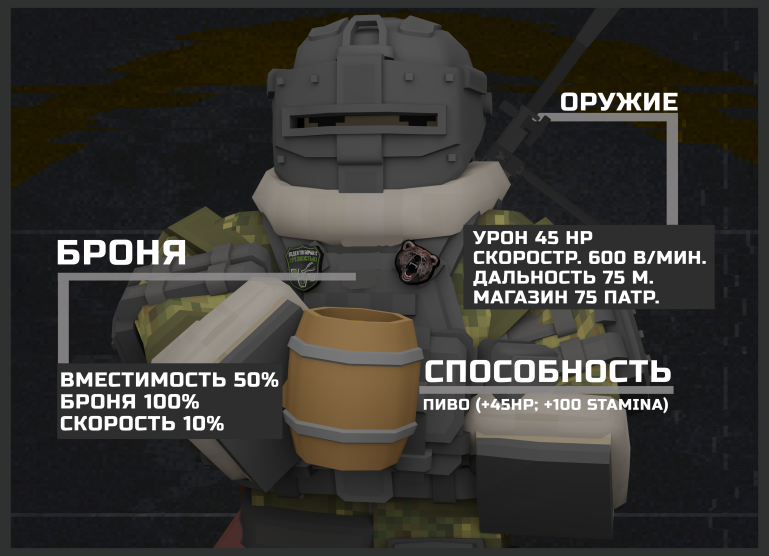 ОРУЖИЕ
УРОН 45 HP
СКОРОСТР. 600 В/МИН.
ДАЛЬНОСТЬ 75 М.
МАГАЗИН 75 ПАТР.
БРОНЯ
ВМЕСТИМОСТЬ 50%
БРОНЯ 100%
СКОРОСТЬ 10%
СПОСОБНОСТЬ
ПИВО (+45HP; +100 STAMINA)